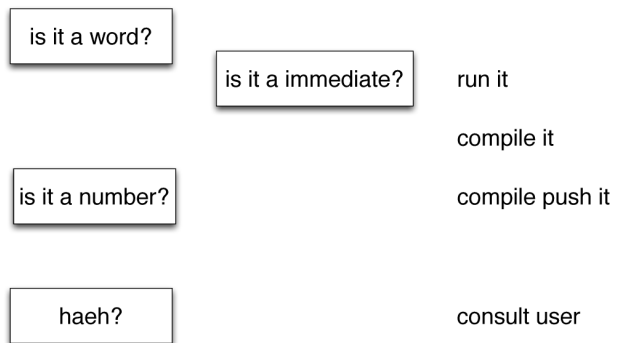 is it a word?
is it a immediate?
run it
compile it
is it a number?
compile push it
haeh?
consult user